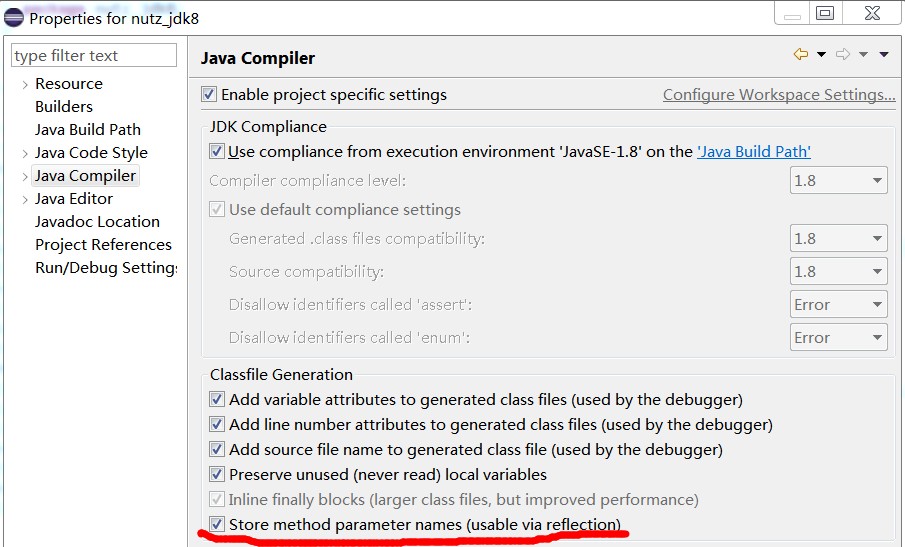 Properties for nutz_jdk8
type filter text
Resource
Builders
Java Build Path
Java Code Style
Java Compiler
Java Editor
Javadoc Location
Project References
Run/Debug Settings
Java Compiler
Enable project specific settings
Configure Workspace Settings...
JDK Compliance
Use compliance from execution environment 'JavaSE-1.8' on the 'Java Build Path'
Compiler compliance level:
1.8
Use default compliance settings
Generated .class files compatibility:
1.8
Source compatibility:
1.8
Disallow identifiers called 'assert':
Error
Disallow identifiers called 'enum':
Error
Classfile Generation
Add variable attributes to generated class files (used by the debugger)
Add line number attributes to generated class files (used by the debugger)
Add source file name to generated class file (used by the debugger)
Preserve unused (never read) local variables
Inline finally blocks (larger class files, but improved performance)
Store method parameter names (usable via reflection)